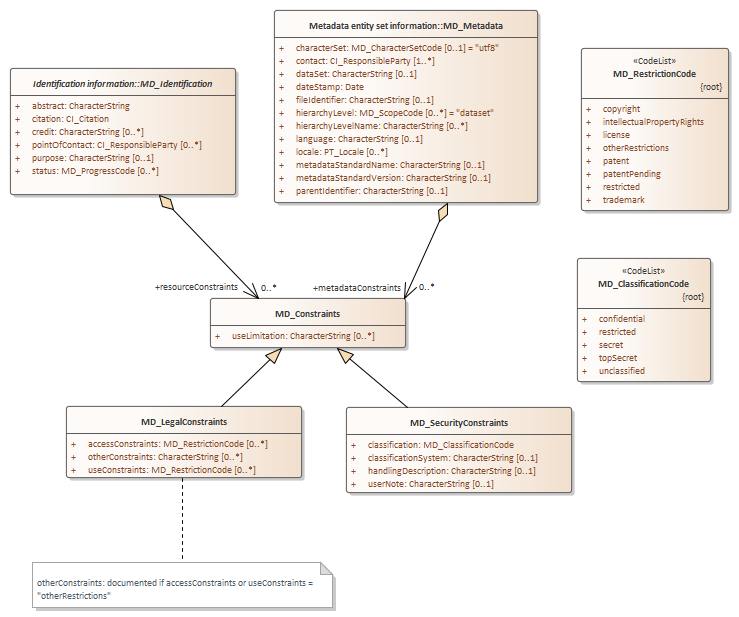 Identification information::MD_Identification
+ abstract: CharacterString
+ citation: CI_Citation
+ credit: CharacterString [0..*]
+ pointOfContact: CI_ResponsibleParty [0..*]
+ purpose: CharacterString [0..1]
+ status: MD_ProgressCode [0..*]
Metadata entity set information::MD_Metadata
+ characterSet: MD_CharacterSetCode [0..1] = "utf8"
+ contact: CI_ResponsibleParty [1..*]
+ dataSet: CharacterString [0..1]
+ dateStamp: Date
+ fileIdentifier: CharacterString [0..1]
+ hierarchyLevel: MD_ScopeCode [0..*] = "dataset"
+ hierarchyLevelName: CharacterString [0..*]
+ language: CharacterString [0..1]
+ locale: PT_Locale [0..*]
+ metadataStandardName: CharacterString [0..1]
+ metadataStandardVersion: CharacterString [0..1]
+ parentIdentifier: CharacterString [0..1]
«CodeList»
MD_RestrictionCode
{root}
+ copyright
+ intellectualPropertyRights
+ license
+ otherRestrictions
+ patent
+ patentPending
+ restricted
+ trademark
+resourceConstraints 0..*
+metadataConstraints 0..*
MD_Constraints
+ useLimitation: CharacterString [0..*]
«CodeList»
MD_ClassificationCode
{root}
+ confidential
+ restricted
+ secret
+ topSecret
+ unclassified
MD_LegalConstraints
+ accessConstraints: MD_RestrictionCode [0..*]
+ otherConstraints: CharacterString [0..*]
+ useConstraints: MD_RestrictionCode [0..*]
MD_SecurityConstraints
+ classification: MD_ClassificationCode
+ classificationSystem: CharacterString [0..1]
+ handlingDescription: CharacterString [0..1]
+ userNote: CharacterString [0..1]
otherConstraints: documented if accessConstraints or useConstraints =
"otherRestrictions"